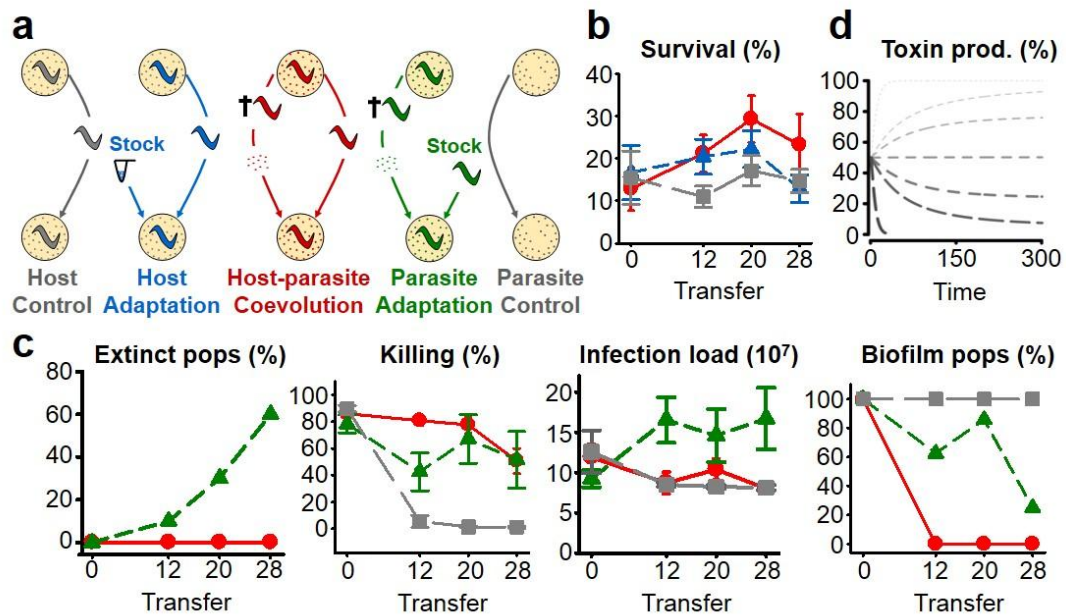 a
Stock
Stock
Host
Control
Host
Adaptation
Host-parasite
Coevolution
Parasite
Adaptation
Parasite
Control
b
Survival (%)
40
30
20
10
0
0 12 20 28
Transfer
d
Toxin prod. (%)
100
80
60
40
20
0
0 150 300
Time
c
Extinct pops (%)
80
60
40
20
0
0 12 20 28
Transfer
Killing (%)
100
80
60
40
20
0
0 12 20 28
Transfer
Infection load (10⁷)
20
15
10
5
0
0 12 20 28
Transfer
Biofilm pops (%)
100
80
60
40
20
0
0 12 20 28
Transfer